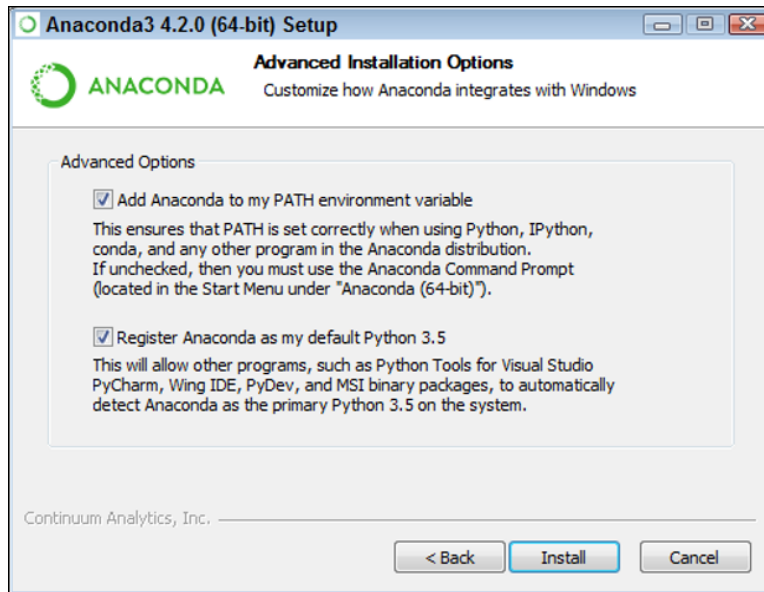 Anaconda3 4.2.0 (64-bit) Setup
ANACONDA
Advanced Installation Options
Customize how Anaconda integrates with Windows
Advanced Options
Add Anaconda to my PATH environment variable
This ensures that PATH is set correctly when using Python, IPython,
conda, and any other program in the Anaconda distribution.
If unchecked, then you must use the Anaconda Command Prompt
(located in the Start Menu under "Anaconda (64-bit)").
Register Anaconda as my default Python 3.5
This will allow other programs, such as Python Tools for Visual Studio
PyCharm, Wing IDE, PyDev, and MSI binary packages, to automatically
detect Anaconda as the primary Python 3.5 on the system.
Continuum Analytics, Inc.
< Back Install Cancel